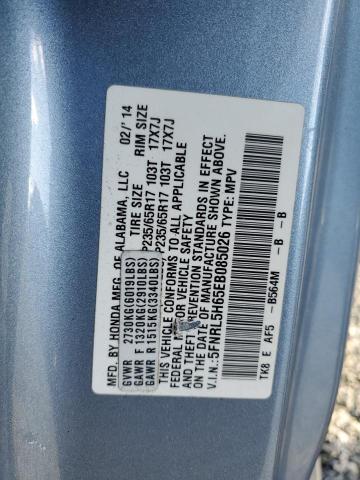 MFD. BY HONDA MFG. OF ALABAMA, LLC 02/'14
TIRE SIZE RIM SIZE
GVWR 2730KG(6019LBS)
GAWR F 1320KG(2910LBS) P235/65R17 103T 17X7J
GAWR R 1515KG(3340LBS) P235/65R17 103T 17X7J
THIS VEHICLE CONFORMS TO ALL APPLICABLE
FEDERAL MOTOR VEHICLE SAFETY AND
THEFT PREVENTION STANDARDS IN EFFECT
ON THE DATE OF MANUFACTURE SHOWN ABOVE.
V.I.N.: 5FNRL5H65EB085026 TYPE: MPV
TK8 E AF5 -B564M - B - B